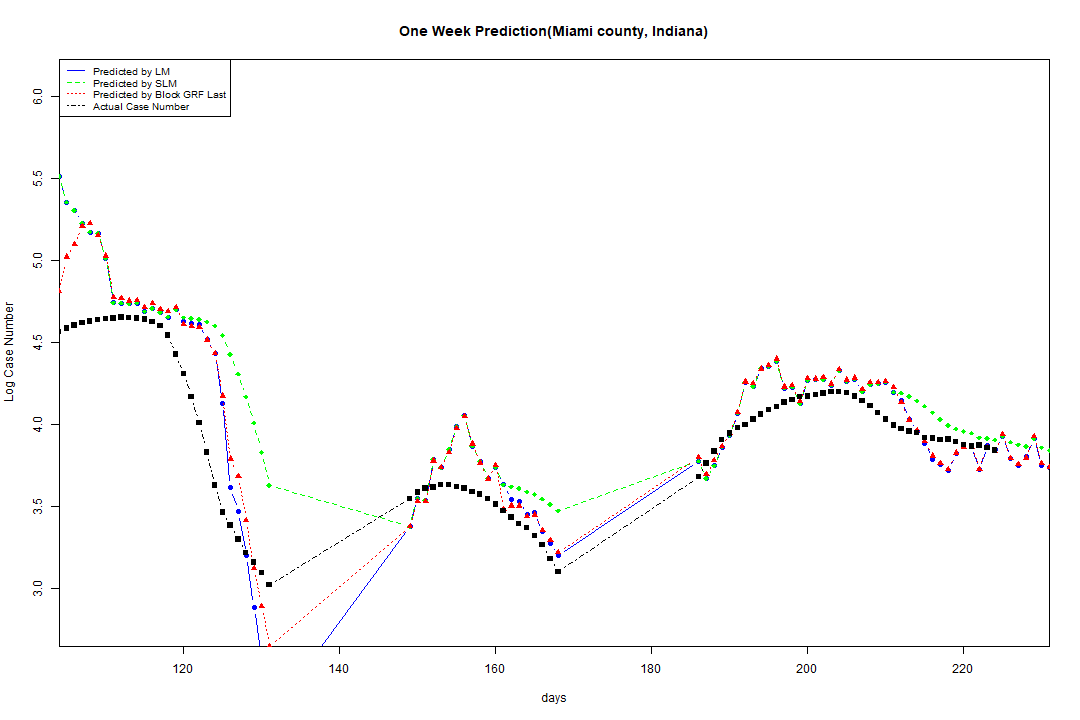 One Week Prediction(Miami county, Indiana)
Predicted by LM
Predicted by SLM
Predicted by Block GRF Last
Actual Case Number
6.0
5.5
5.0
4.5
4.0
3.5
3.0
Log Case Number
120 140 160 180 200 220
days